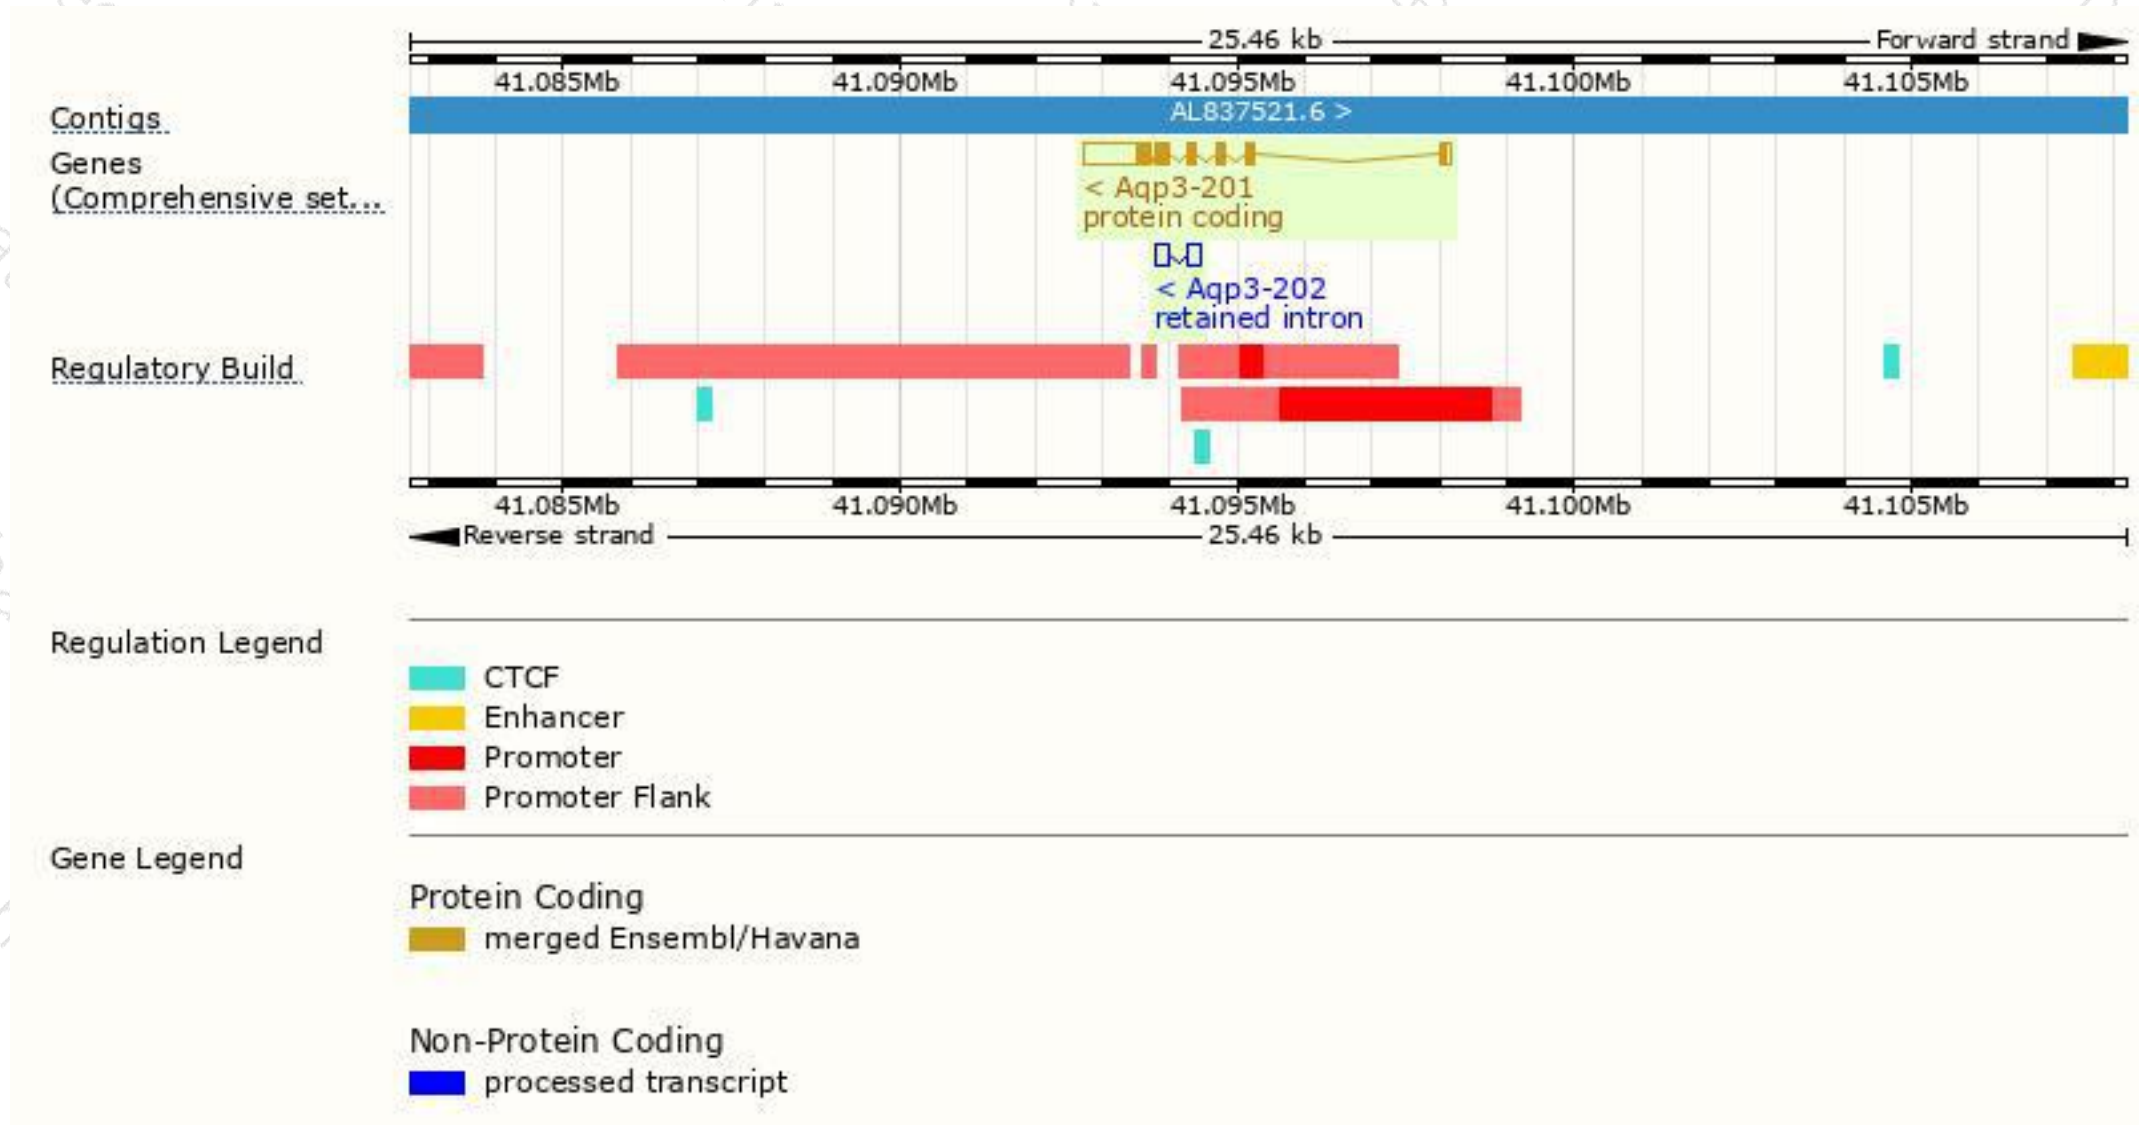 25.46 kb
Forward strand
41.085Mb 41.090Mb 41.095Mb 41.100Mb 41.105Mb
Contigs
AL837521.6 >
Genes
(Comprehensive set...
< Aqp3-201
protein coding
< Aqp3-202
retained intron
Regulatory Build
41.085Mb 41.090Mb 41.095Mb 41.100Mb 41.105Mb
Reverse strand
25.46 kb
Regulation Legend
CTCF
Enhancer
Promoter
Promoter Flank
Gene Legend
Protein Coding
merged Ensembl/Havana
Non-Protein Coding
processed transcript